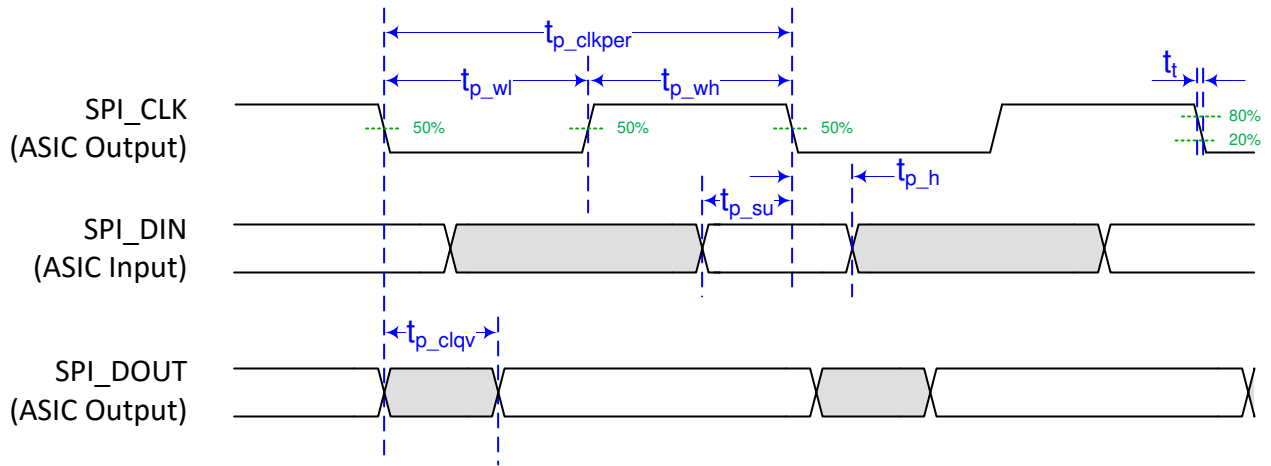 t_p_clkper
t_p_wl t_p_wh t_t
SPI_CLK
(ASIC Output)
50% 50% 50% 80%
20%
t_p_h
t_p_su
SPI_DIN
(ASIC Input)
t_p_clqv
SPI_DOUT
(ASIC Output)